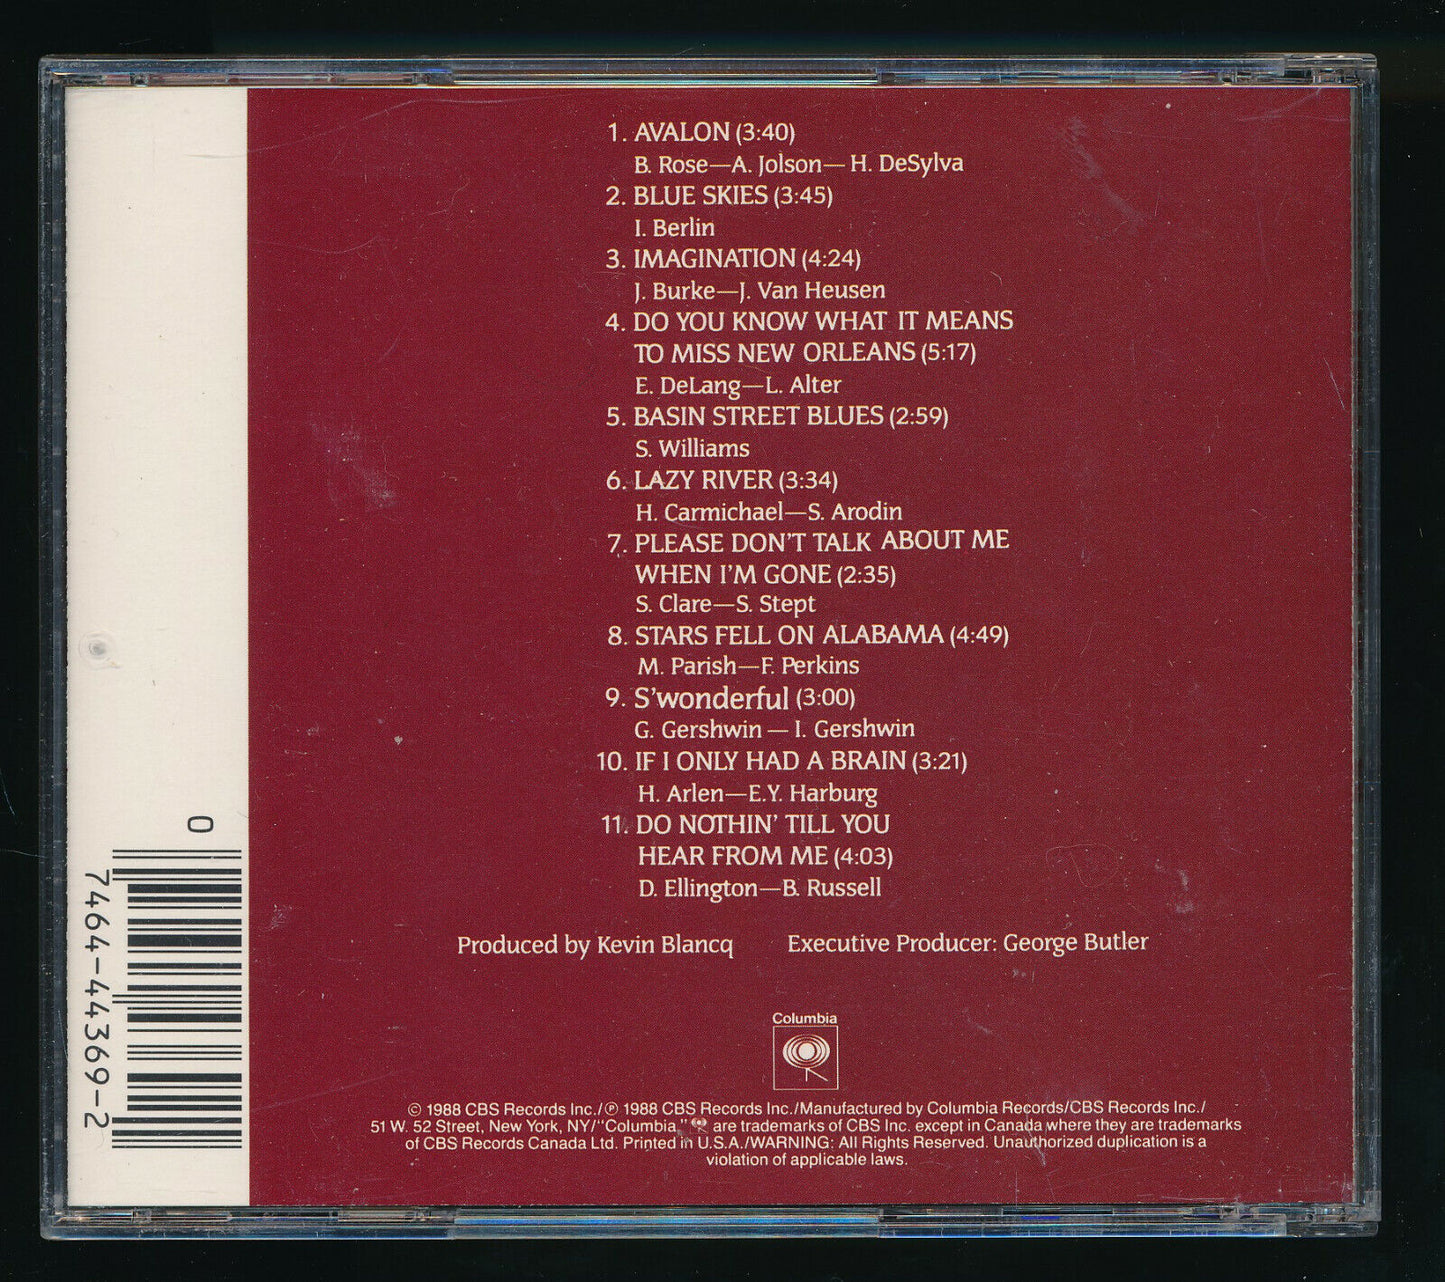 1. AVALON (3:40)
B. Rose—A. Jolson—H. DeSylva
2. BLUE SKIES (3:45)
I. Berlin
3. IMAGINATION (4:24)
J. Burke—J. Van Heusen
4. DO YOU KNOW WHAT IT MEANS
TO MISS NEW ORLEANS (5:17)
E. DeLang—L. Alter
5. BASIN STREET BLUES (2:59)
S. Williams
6. LAZY RIVER (3:34)
H. Carmichael—S. Arodin
7. PLEASE DON'T TALK ABOUT ME
WHEN I'M GONE (2:35)
S. Clare—S. Stept
8. STARS FELL ON ALABAMA (4:49)
M. Parish—F. Perkins
9. S'wonderful (3:00)
G. Gershwin — I. Gershwin
10. IF I ONLY HAD A BRAIN (3:21)
H. Arlen—E.Y. Harburg
11. DO NOTHIN' TILL YOU
HEAR FROM ME (4:03)
D. Ellington—B. Russell
Produced by Kevin Blancq Executive Producer: George Butler
Columbia
© 1988 CBS Records Inc./℗ 1988 CBS Records Inc./Manufactured by Columbia Records/CBS Records Inc./
51 W. 52 Street, New York, NY/"Columbia," are trademarks of CBS Inc. except in Canada where they are trademarks
of CBS Records Canada Ltd. Printed in U.S.A./WARNING: All Rights Reserved. Unauthorized duplication is a
violation of applicable laws.
0
7464-44369-2